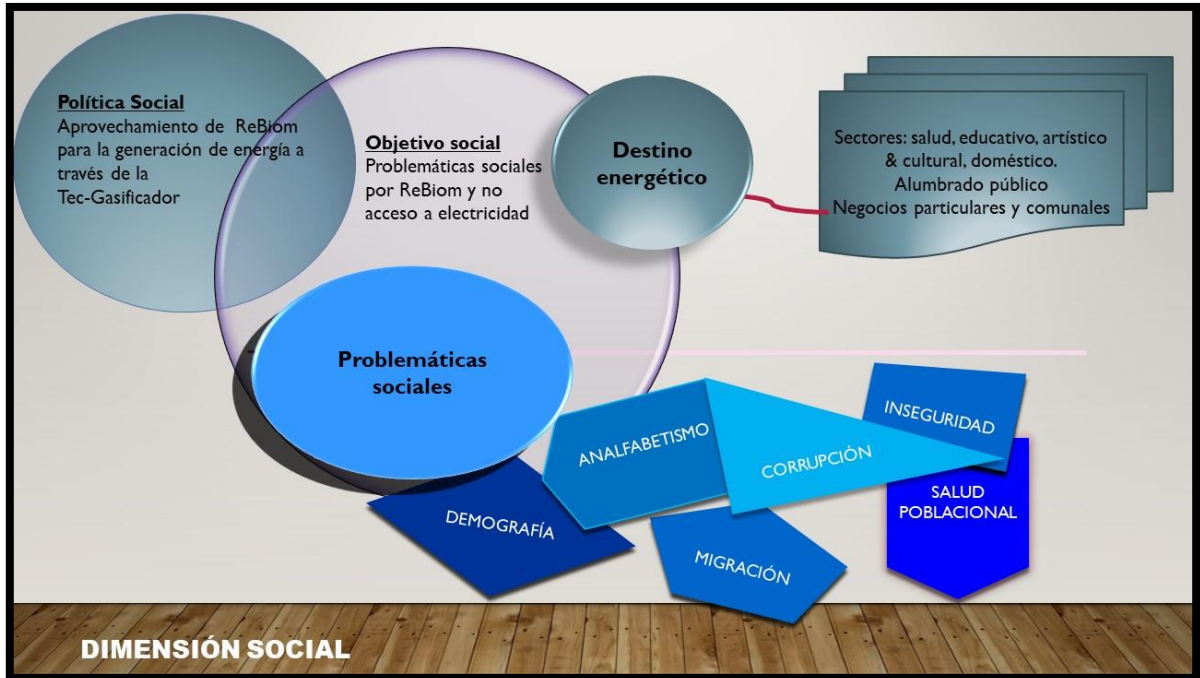 Política Social
Aprovechamiento de ReBiom
para la generación de energía a
través de la
Tec-Gasificador
Objetivo social
Problemáticas sociales
por ReBiom y no
acceso a electricidad
Destino
energético
Sectores: salud, educativo, artístico
& cultural, doméstico.
Alumbrado público
Negocios particulares y comunales
Problemáticas
sociales
DEMOGRAFÍA
ANALFABETISMO
CORRUPCIÓN
MIGRACIÓN
INSEGURIDAD
SALUD
POBLACIONAL
DIMENSIÓN SOCIAL